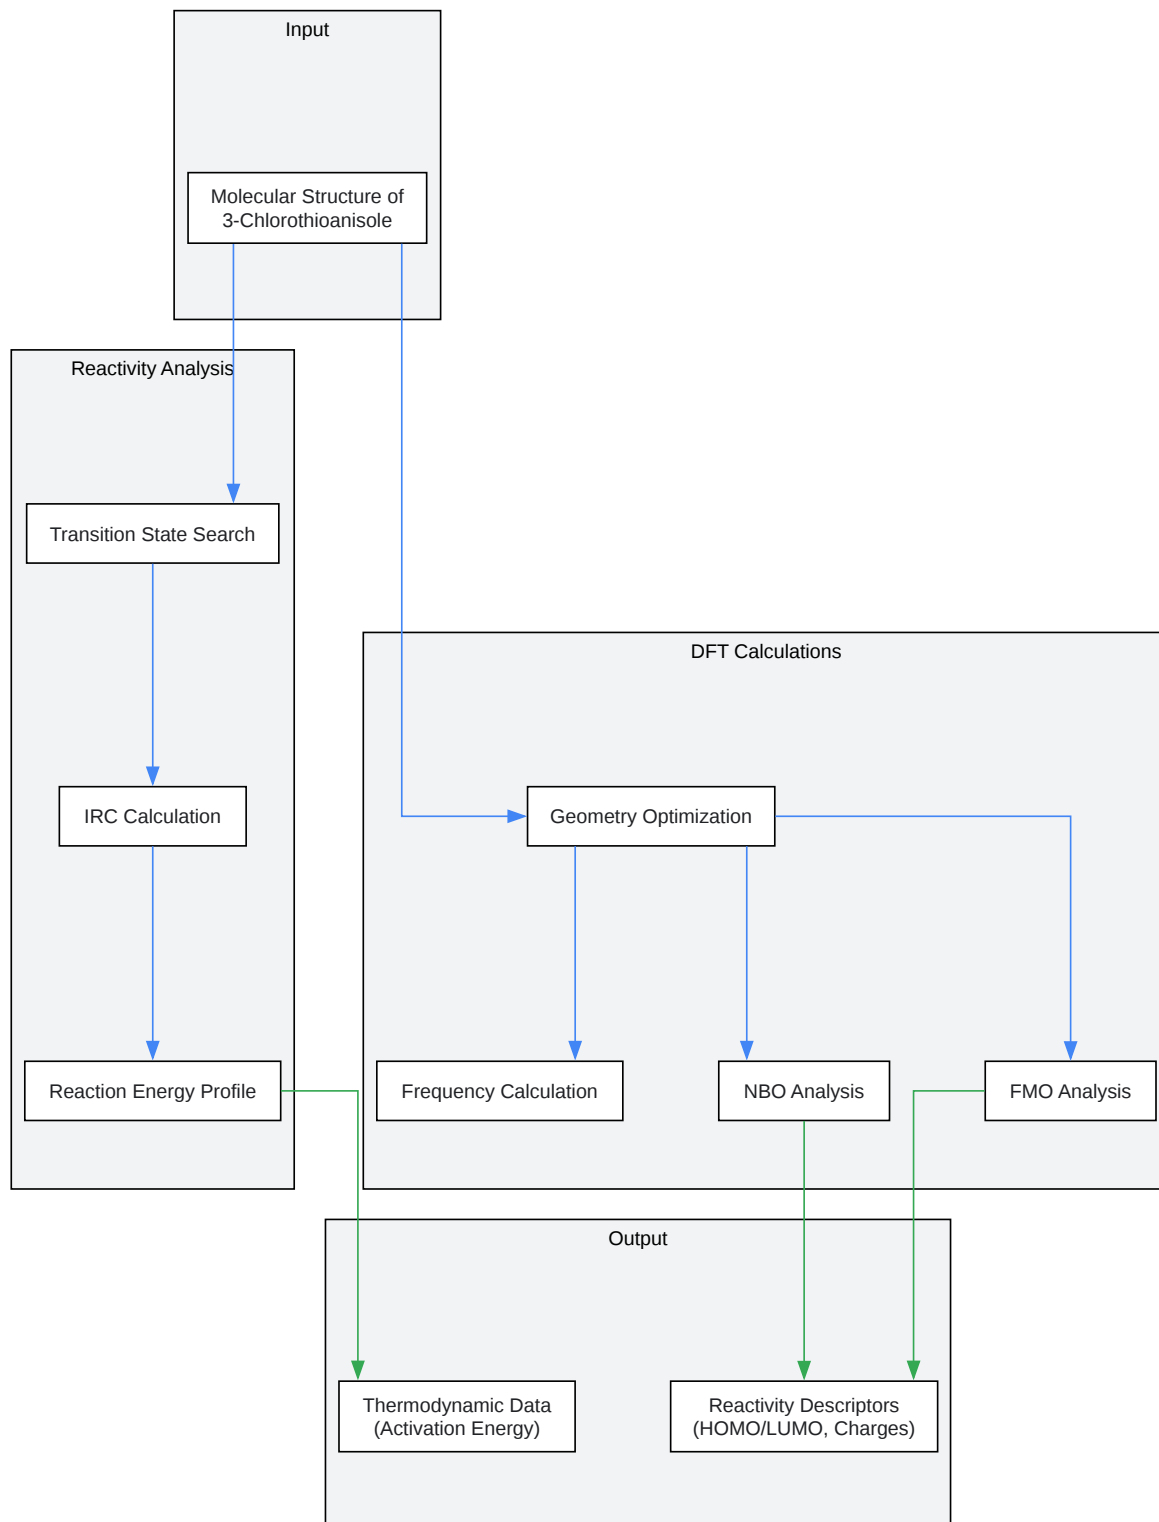 Input
Molecular Structure of
3-Chlorothioanisole
Reactivity Analysis
Transition State Search
DFT Calculations
IRC Calculation
Geometry Optimization
Reaction Energy Profile
Frequency Calculation
NBO Analysis
FMO Analysis
Output
Thermodynamic Data
(Activation Energy)
Reactivity Descriptors
(HOMO/LUMO, Charges)